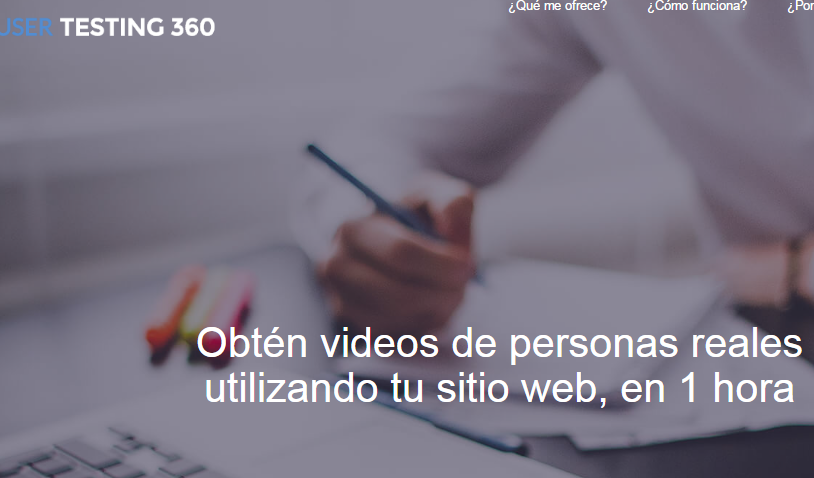 USER TESTING 360
¿Qué me ofrece?
¿Cómo funciona?
¿Por
Obtén videos de personas reales
utilizando tu sitio web, en 1 hora